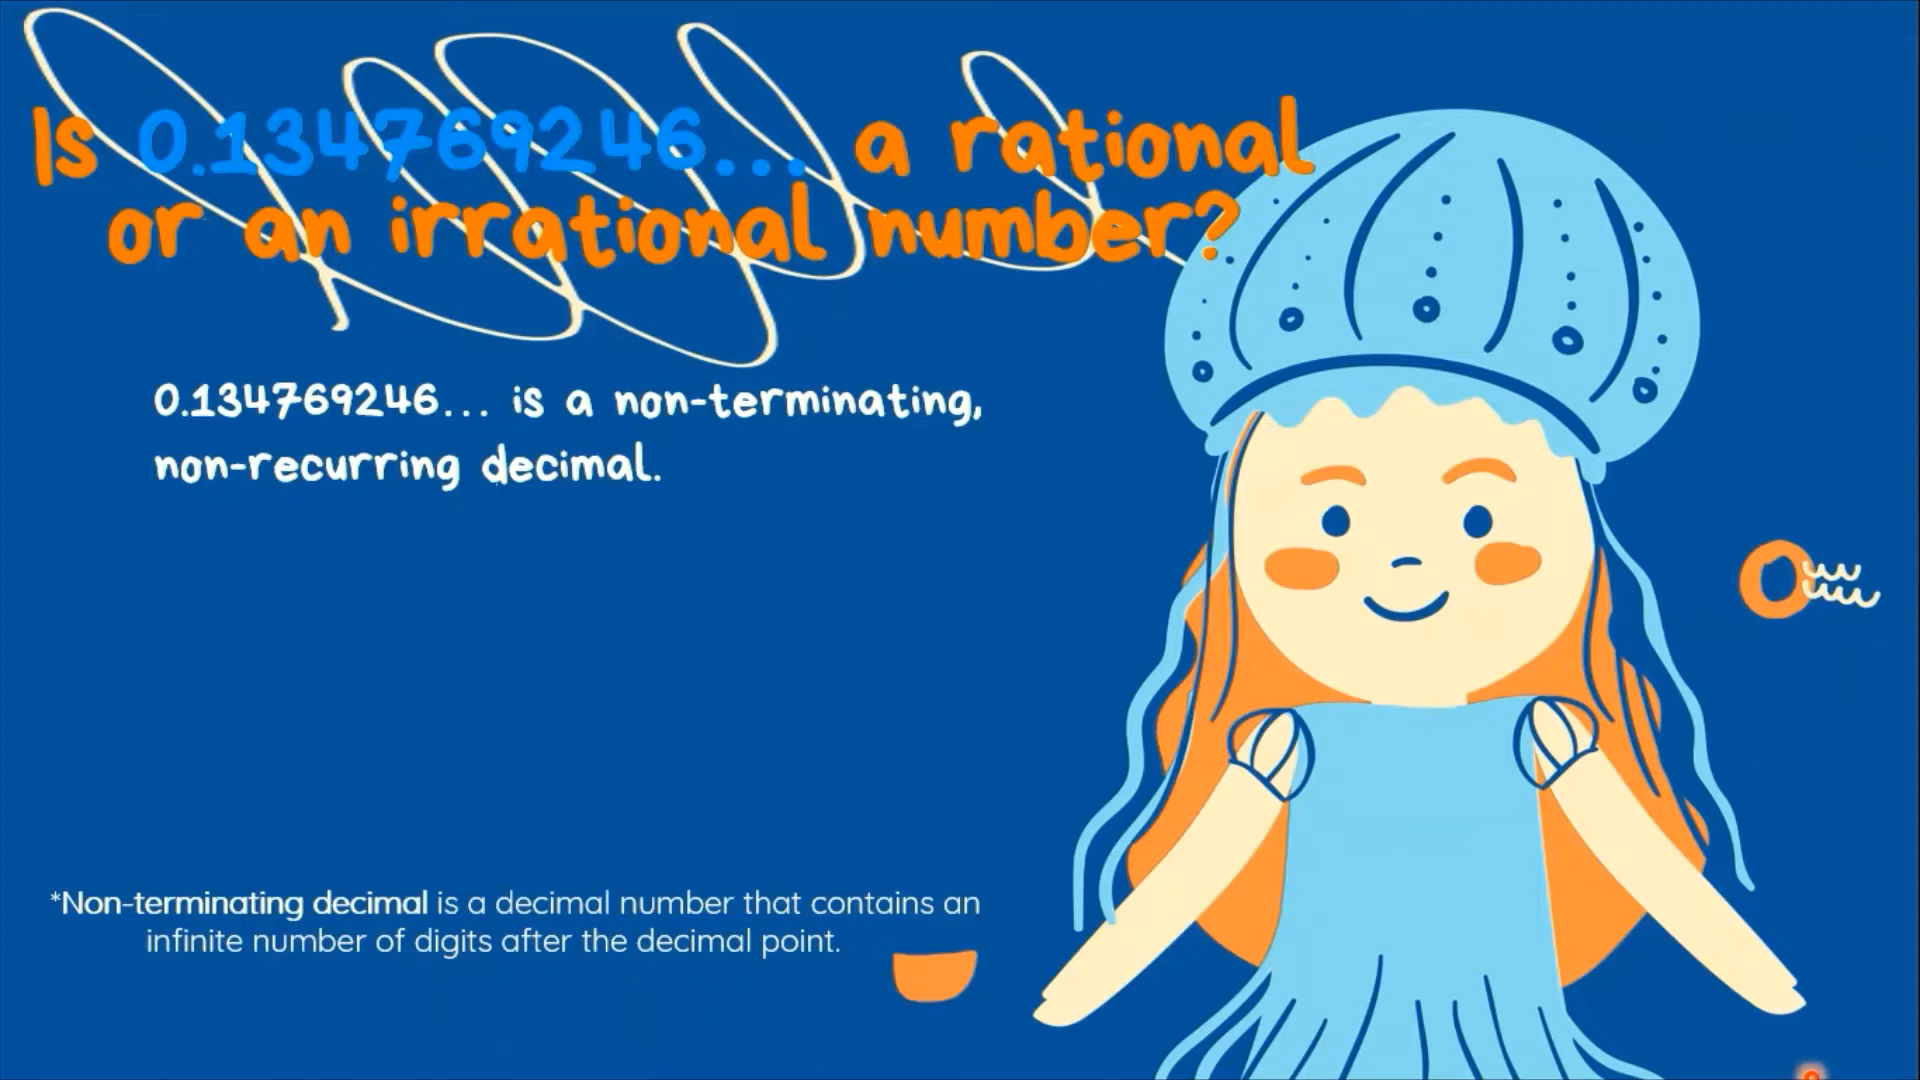 Is 0.134769246... a rational
or an irrational number?
0.134769246... is a non-terminating,
non-recurring decimal.
*Non-terminating decimal is a decimal number that contains an
infinite number of digits after the decimal point.